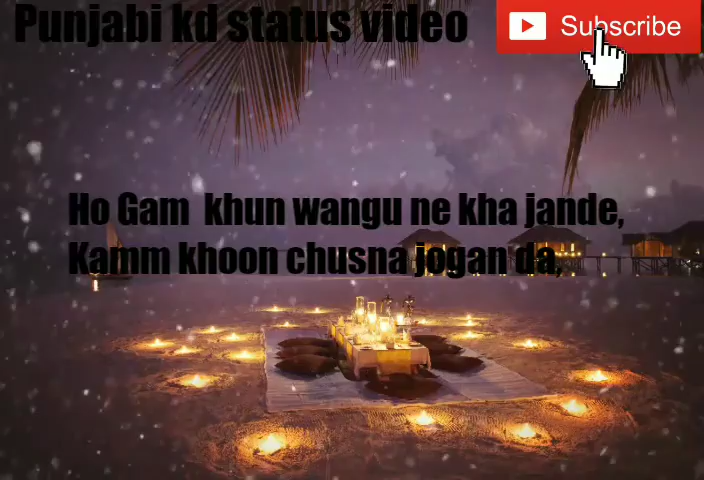 Punjabi kd status video
Subscribe
Ho Gam khun wangu ne kha jande,
Kamm khoon chusna jogan da,